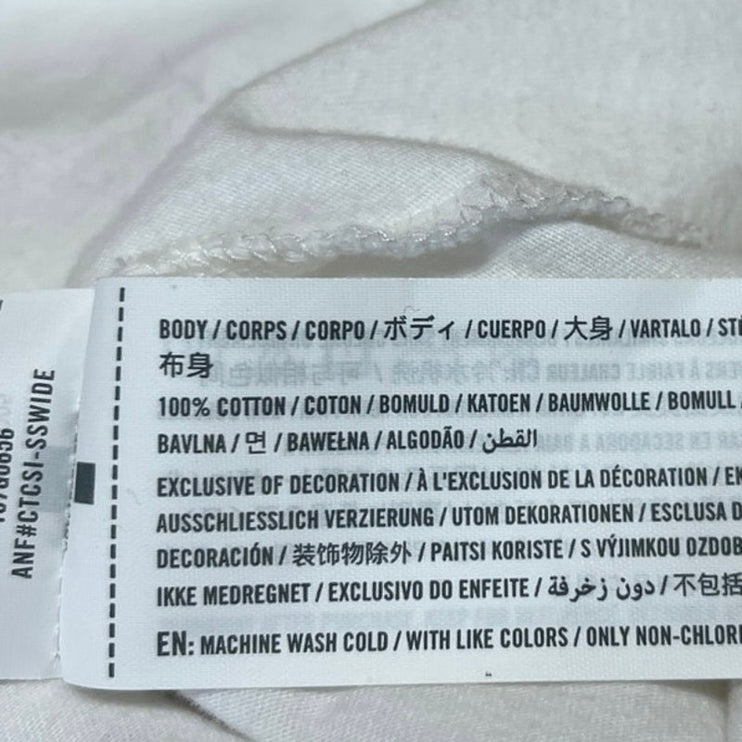 BODY / CORPS / CORPO / ボディ / CUERPO / 大身 / VARTALO /
布身
100% COTTON / COTON / BOMULD / KATOEN / BAUMWOLLE / BOMULL
BAVLNA / 면 / BAWEŁNA / ALGODÃO / القطن
EXCLUSIVE OF DECORATION / À L'EXCLUSION DE LA DÉCORATION /
AUSSCHLIESSLICH VERZIERUNG / UTOM DEKORATIONEN / ESCLUSA
DECORACIÓN / 装饰物除外 / PAITSI KORISTE / S VÝJIMKOU OZDOB
IKKE MEDREGNET / EXCLUSIVO DO ENFEITE / دون زخرفة / 不包括
EN: MACHINE WASH COLD / WITH LIKE COLORS / ONLY NON-CHLORI
ANF#CTCSI-SSWIDE